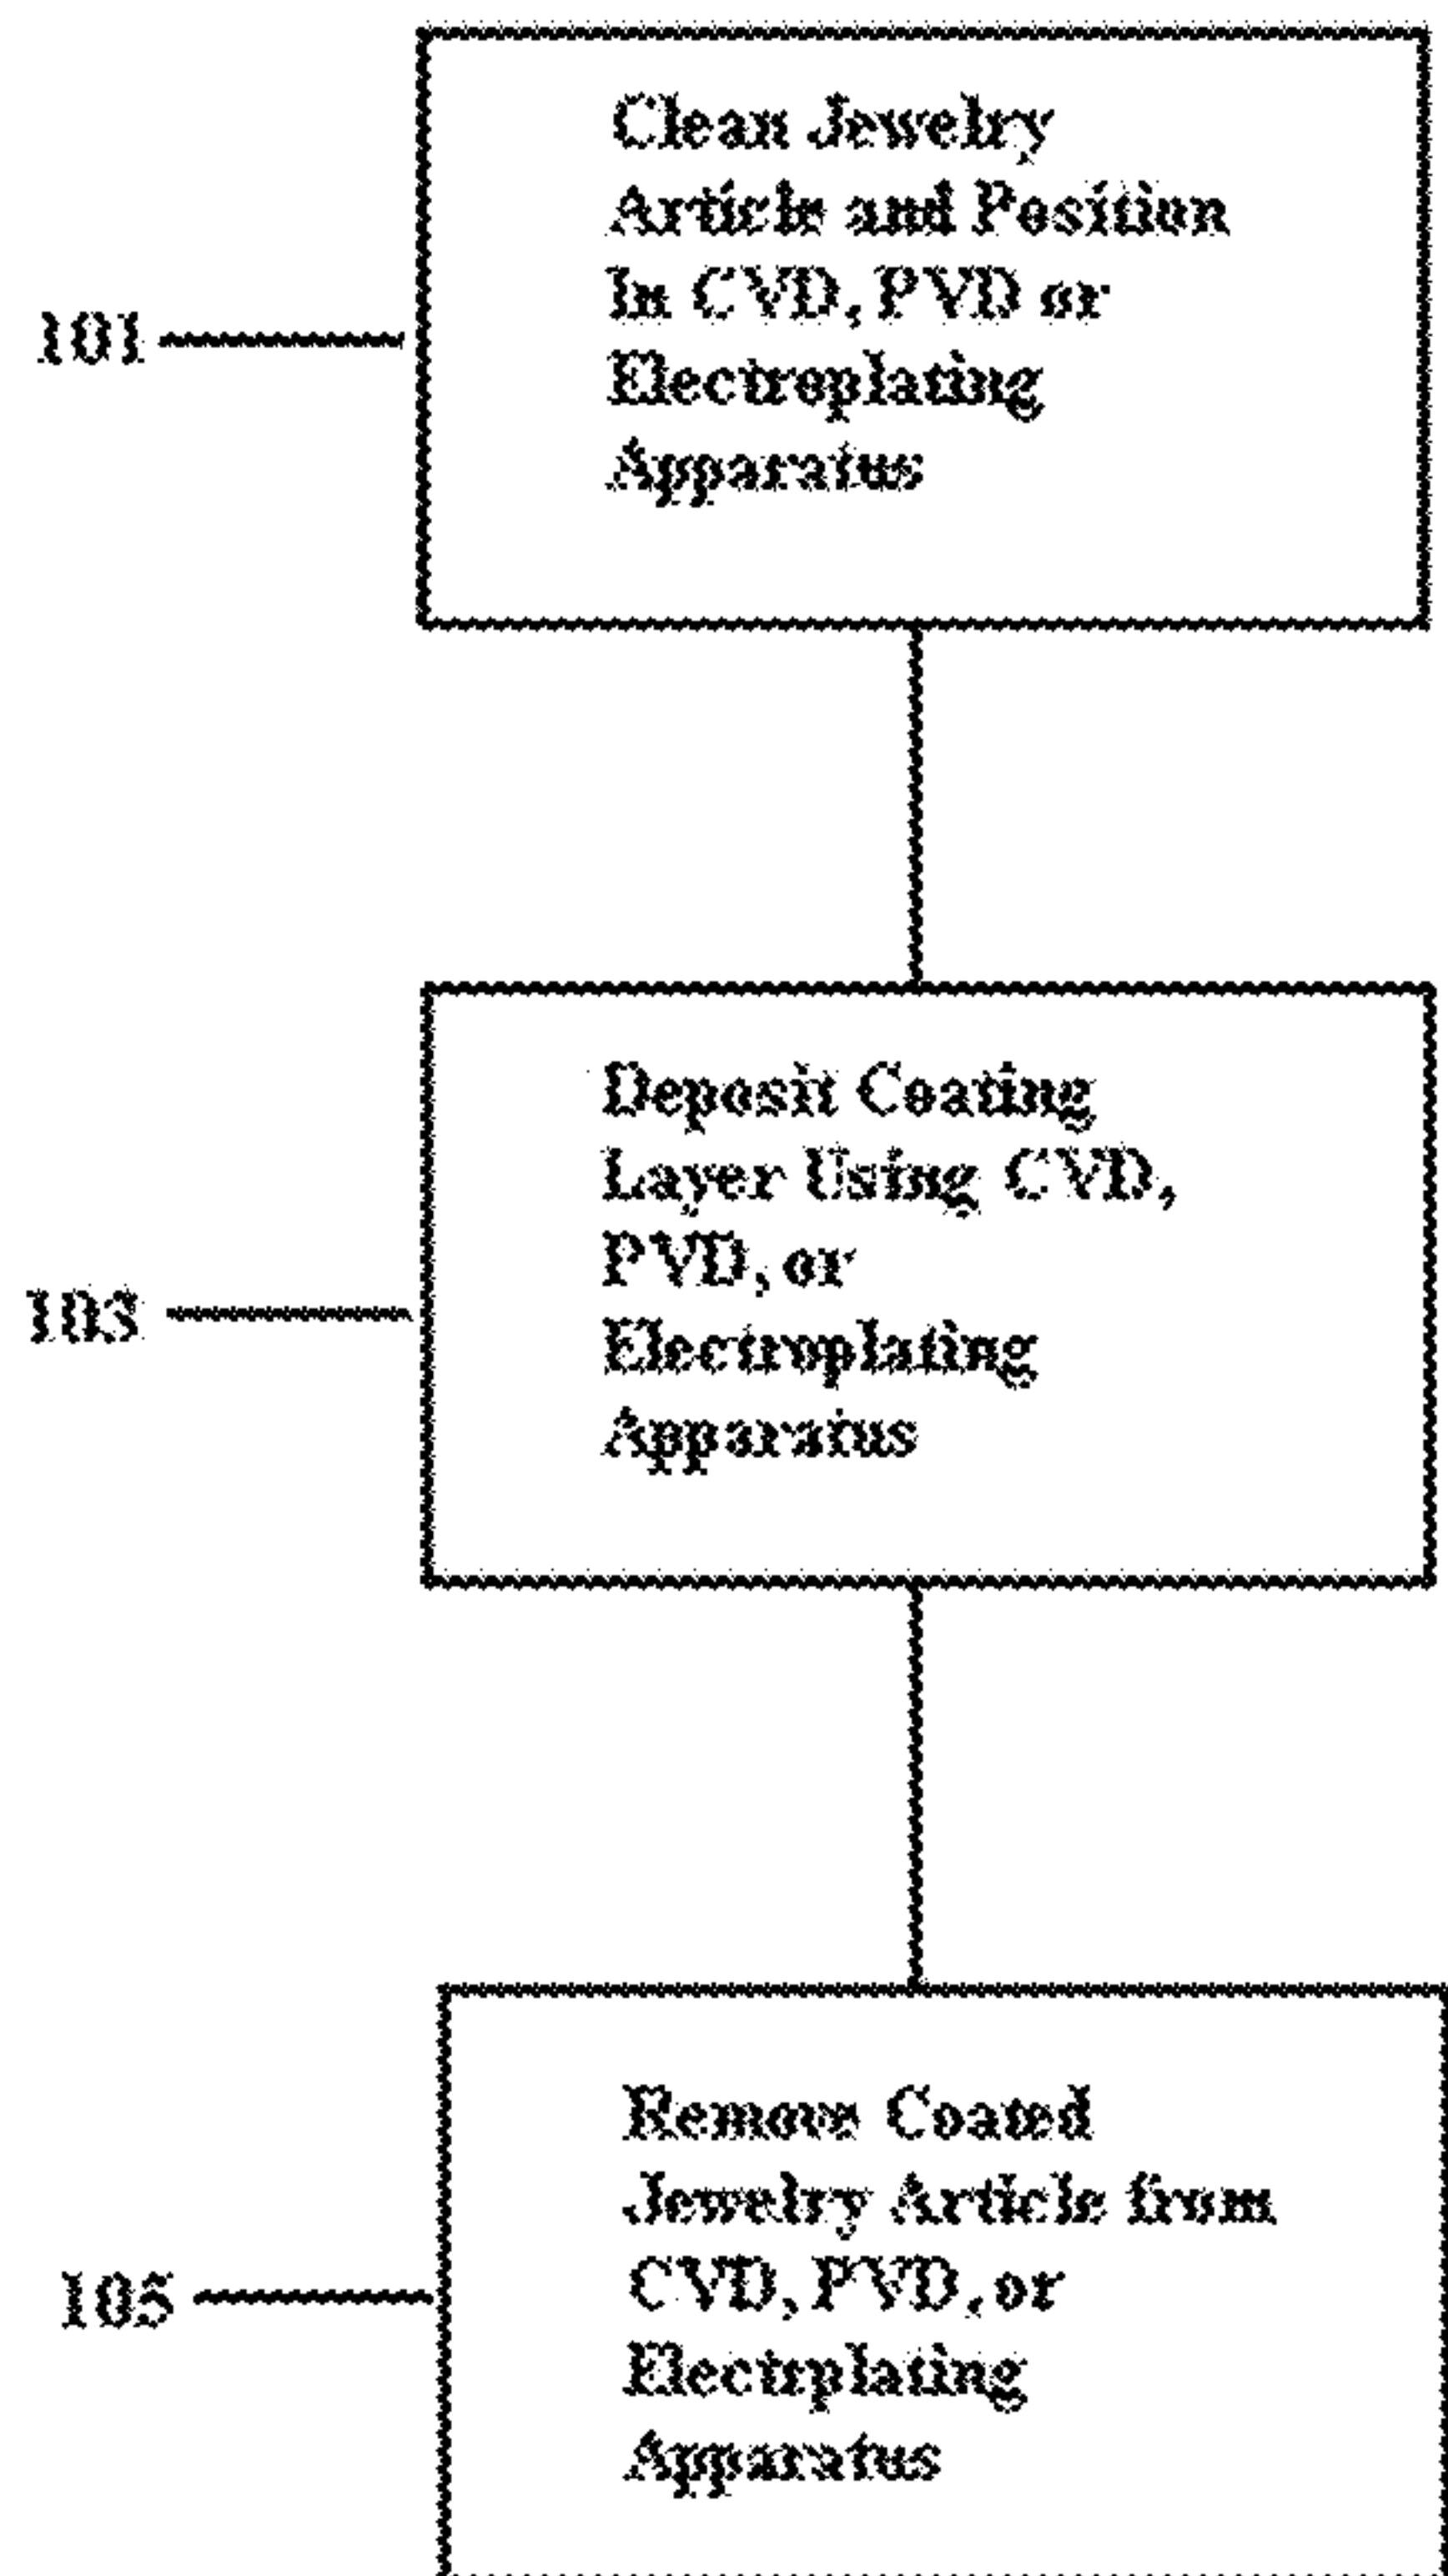 Clean Jewelry
Article and Position
In CVD, PVD or
101
Electroplating
Apparatus
Deposit Coating
Layer Using CVD,
PVD, or
103
Electroplating
Apparatus
Remove Coated
Jewelry Article from
CVD, PVD, or
105
Electrplating
Apparatus